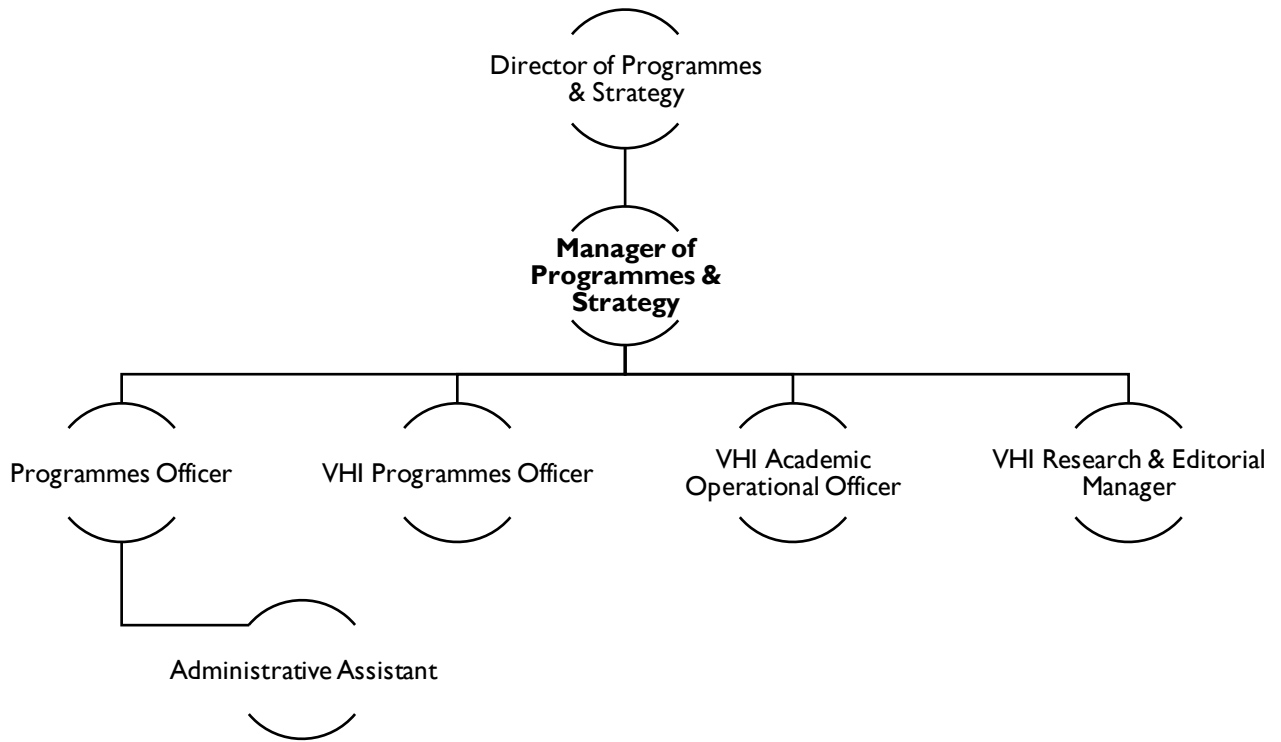 Director of Programmes
& Strategy
Manager of
Programmes &
Strategy
Programmes Officer
VHI Programmes Officer
VHI Academic
Operational Officer
VHI Research & Editorial
Manager
Administrative Assistant